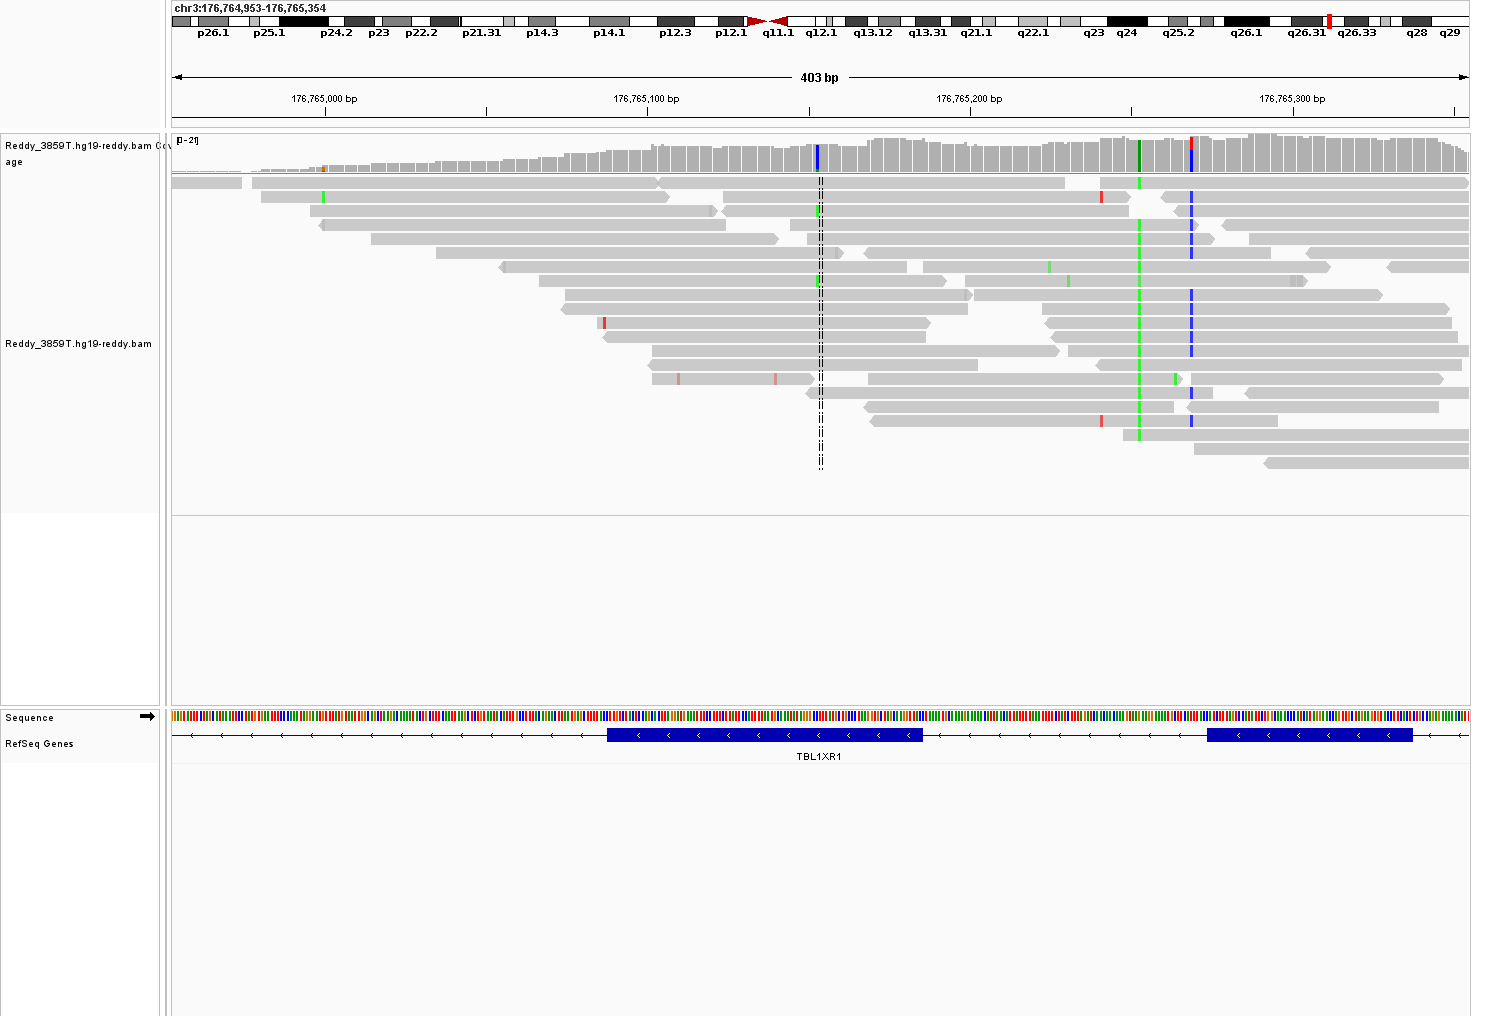 chr3:176,764,953-176,765,354
p26.1 p25.1 p24.2 p23 p22.2 p21.31 p14.3 p14.1 p12.3 p12.1 q11.1 q12.1 q13.12 q13.31 q21.1 q22.1 q23 q24 q25.2 q26.1 q26.31 q26.33 q28 q29
403 bp
176,765,000 bp 176,765,100 bp 176,765,200 bp 176,765,300 bp
[0-21]
Reddy_3859T.hg19-reddy.bam Cov
age
Reddy_3859T.hg19-reddy.bam
Sequence
RefSeq Genes
TBL1XR1